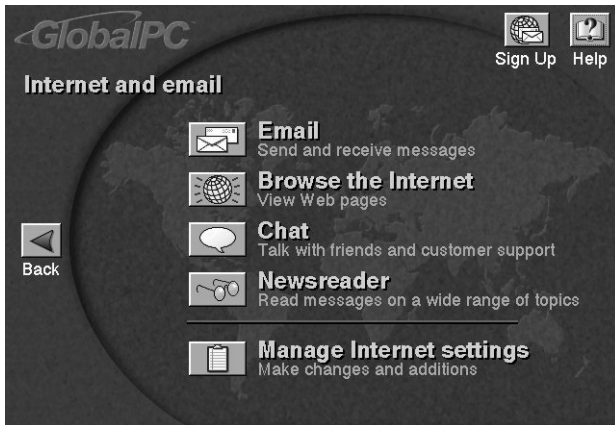 GlobalPC
Sign Up
Help
Internet and email
Email
Send and receive messages
Browse the Internet
View Web pages
Chat
Talk with friends and customer support
Back
Newsreader
Read messages on a wide range of topics
Manage Internet settings
Make changes and additions